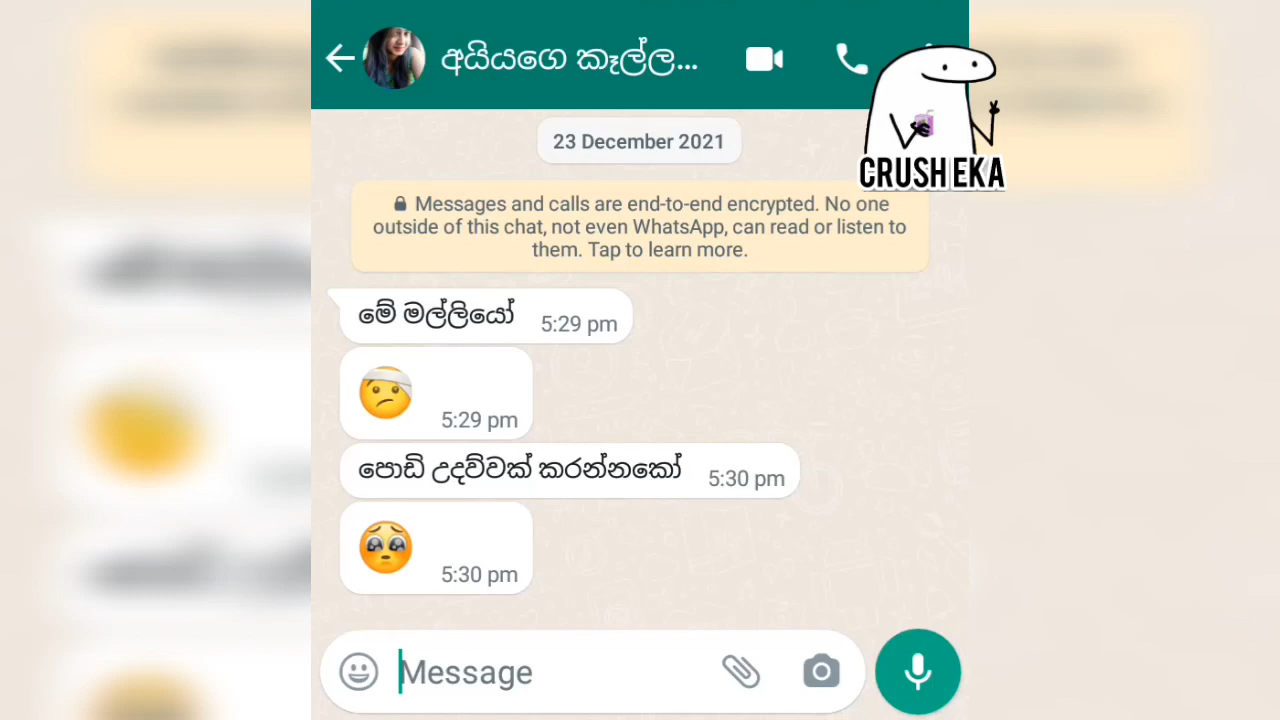 අයියගෙ කෑල්ල...
23 December 2021
Messages and calls are end-to-end encrypted. No one
outside of this chat, not even WhatsApp, can read or listen to
them. Tap to learn more.
CRUSH EKA
මේ මල්ලියෝ 5:29 pm
5:29 pm
පොඩි උදව්වක් කරන්නකෝ 5:30 pm
5:30 pm
Message